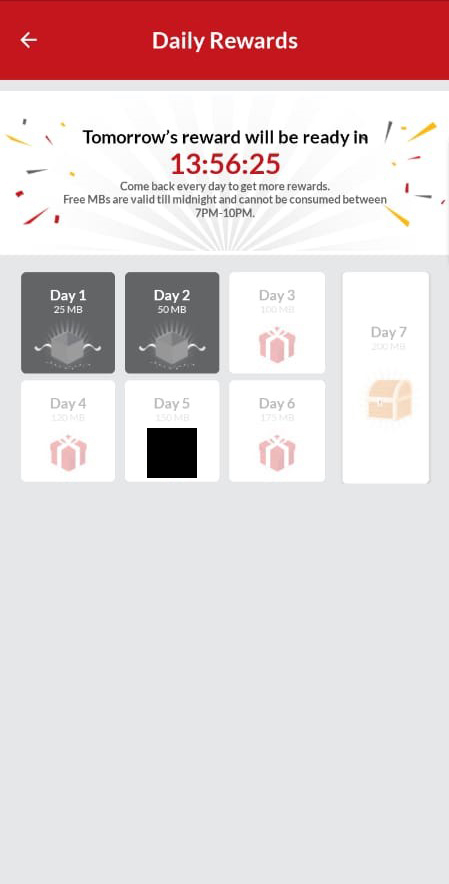 Daily Rewards
Tomorrow's reward will be ready in
13:56:25
Come back every day to get more rewards.
Free MBs are valid till midnight and cannot be consumed between
7PM-10PM.
Day 1
25 MB
Day 2
50 MB
Day 3
100 MB
Day 7
200 MB
Day 4
120 MB
Day 5
150 MB
Day 6
175 MB